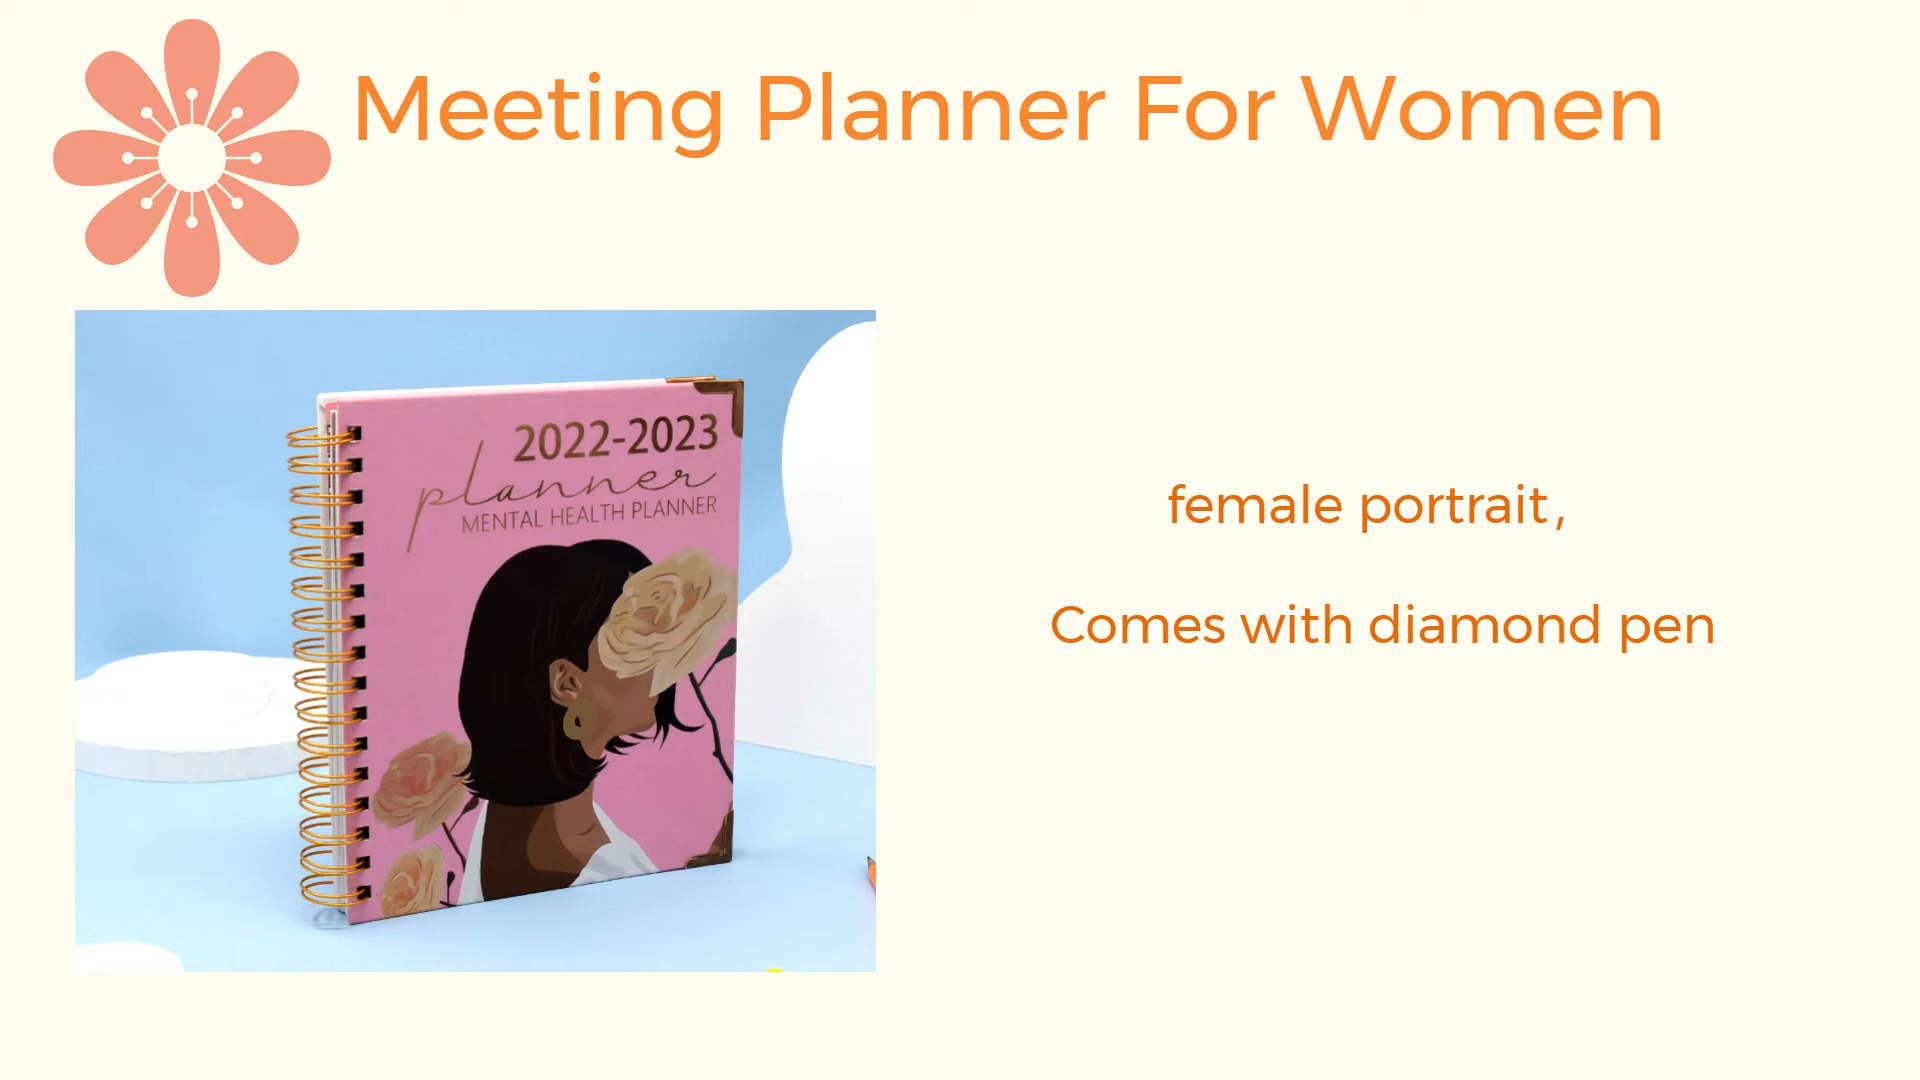 Meeting Planner For Women
2022-2023
planner
MENTAL HEALTH PLANNER
female portrait,
Comes with diamond pen